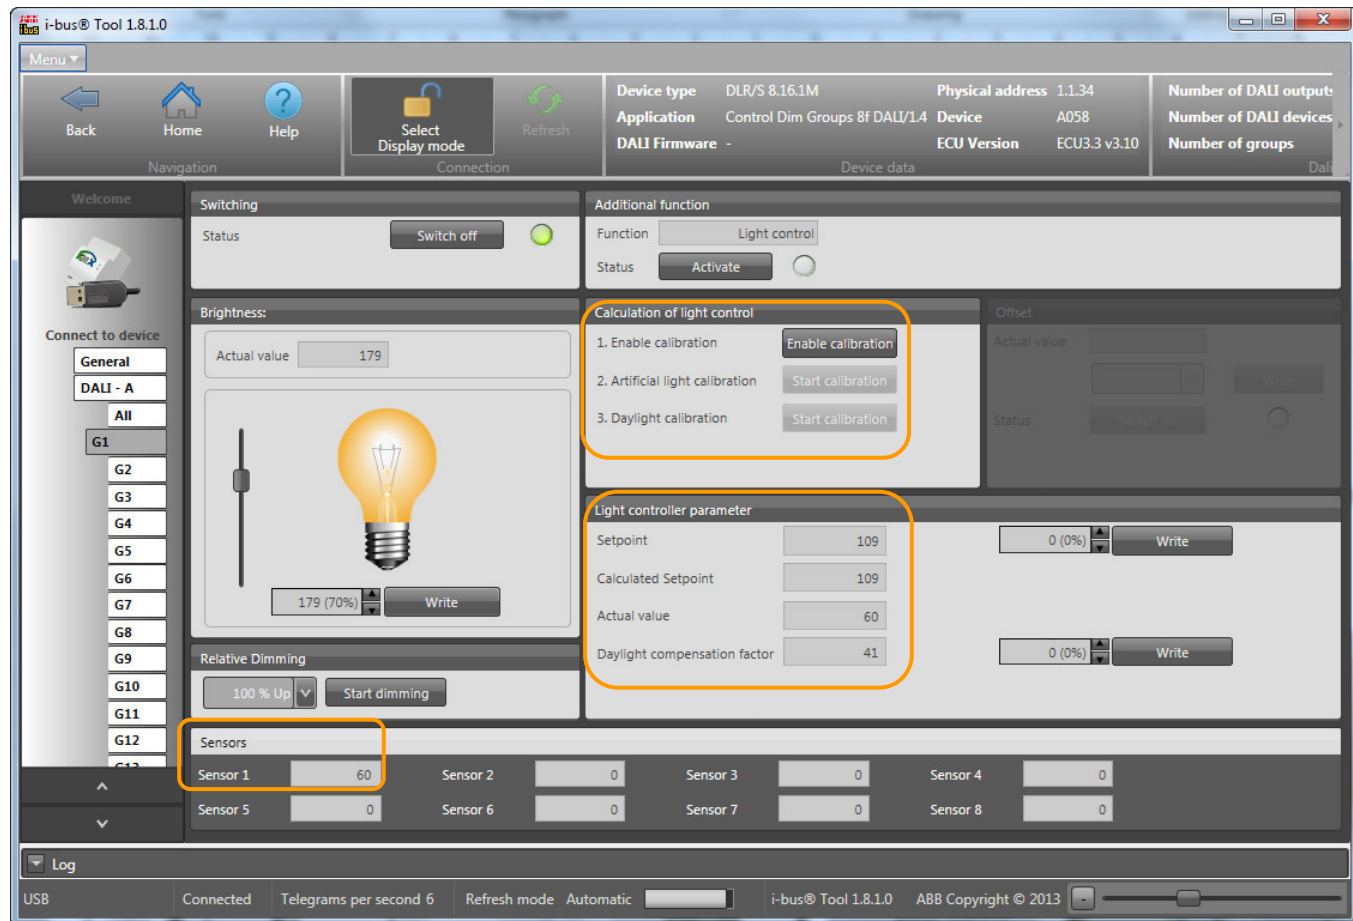 i-bus® Tool 1.8.1.0
Menu
Back
Home
Help
Navigation
Select
Display mode
Refresh
Connection
Device type DLR/S 8.16.1M
Application Control Dim Groups 8f DALI/1.4
DALI Firmware -
Physical address 1.1.34
Device A058
ECU Version ECU3.3 v3.10
Device data
Number of DALI outputs
Number of DALI devices
Number of groups
Dali
Welcome
Connect to device
General
DALI - A
All
G1
G2
G3
G4
G5
G6
G7
G8
G9
G10
G11
G12
G13
Switching
Status Switch off
Additional function
Function Light control
Status Activate
Brightness:
Actual value 179
179 (70%) Write
Calculation of light control
1. Enable calibration Enable calibration
2. Artificial light calibration Start calibration
3. Daylight calibration Start calibration
Offset
Actual value
Write
Status Switch on
Light controller parameter
Setpoint 109 0 (0%) Write
Calculated Setpoint 109
Actual value 60
Daylight compensation factor 41 0 (0%) Write
Relative Dimming
100 % Up Start dimming
Sensors
Sensor 1 60 Sensor 2 0 Sensor 3 0 Sensor 4 0
Sensor 5 0 Sensor 6 0 Sensor 7 0 Sensor 8 0
Log
USB Connected Telegrams per second 6 Refresh mode Automatic i-bus® Tool 1.8.1.0 ABB Copyright © 2013